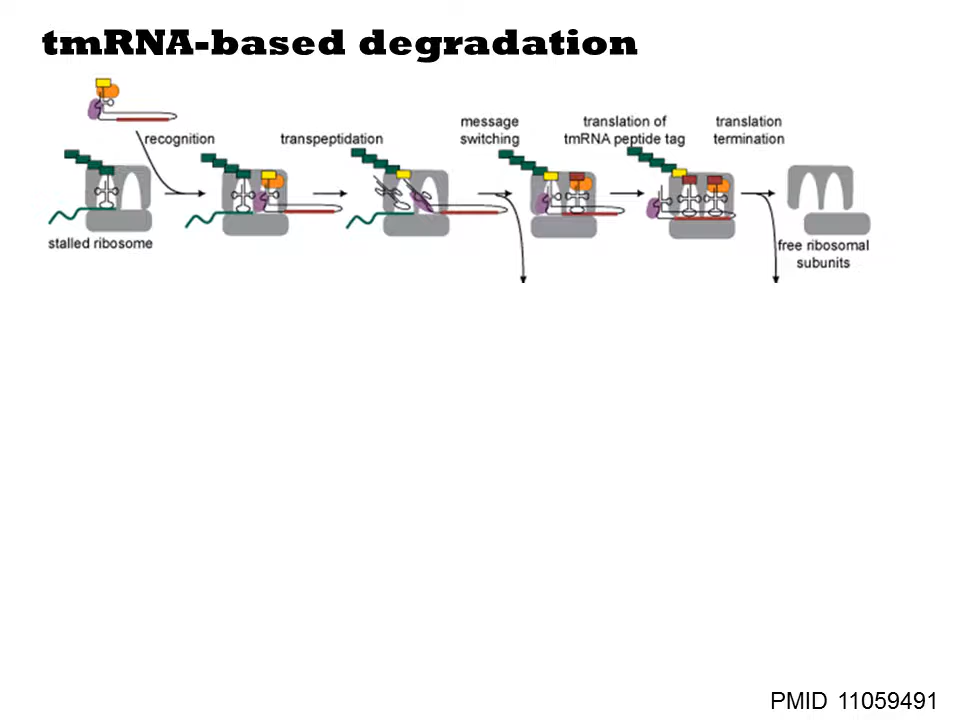 tmRNA-based degradation
recognition
transpeptidation
message
switching
translation of
tmRNA peptide tag
translation
termination
stalled ribosome
free ribosomal
subunits
PMID 11059491